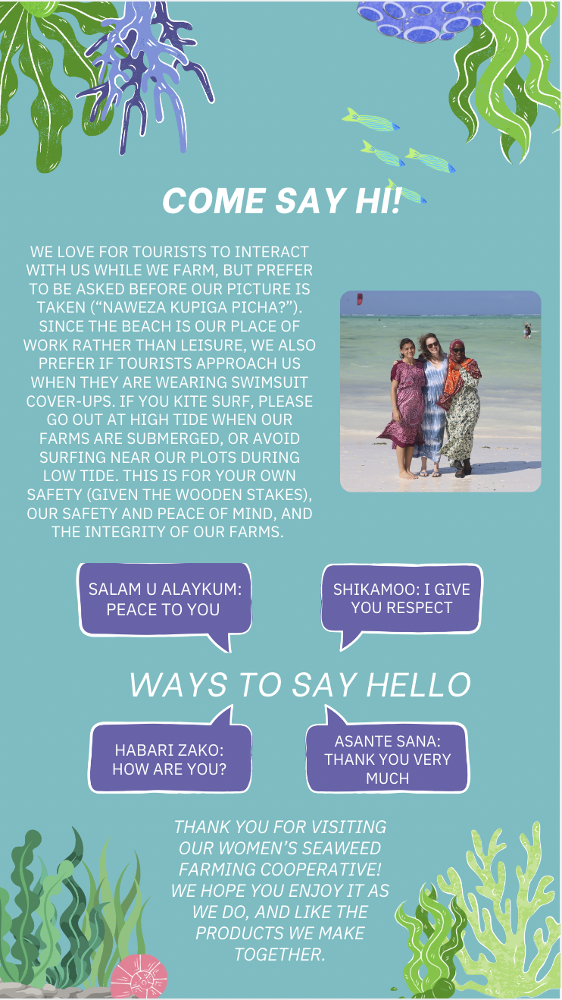 COME SAY HI!
WE LOVE FOR TOURISTS TO INTERACT
WITH US WHILE WE FARM, BUT PREFER
TO BE ASKED BEFORE OUR PICTURE IS
TAKEN (“NAWEZA KUPIGA PICHA?”).
SINCE THE BEACH IS OUR PLACE OF
WORK RATHER THAN LEISURE, WE ALSO
PREFER IF TOURISTS APPROACH US
WHEN THEY ARE WEARING SWIMSUIT
COVER-UPS. IF YOU KITE SURF, PLEASE
GO OUT AT HIGH TIDE WHEN OUR
FARMS ARE SUBMERGED, OR AVOID
SURFING NEAR OUR PLOTS DURING
LOW TIDE. THIS IS FOR YOUR OWN
SAFETY (GIVEN THE WOODEN STAKES),
OUR SAFETY AND PEACE OF MIND, AND
THE INTEGRITY OF OUR FARMS.
SALAM U ALAYKUM:
PEACE TO YOU
SHIKAMOO: I GIVE
YOU RESPECT
WAYS TO SAY HELLO
HABARI ZAKO:
HOW ARE YOU?
ASANTE SANA:
THANK YOU VERY
MUCH
THANK YOU FOR VISITING
OUR WOMEN’S SEAWEED
FARMING COOPERATIVE!
WE HOPE YOU ENJOY IT AS
WE DO, AND LIKE THE
PRODUCTS WE MAKE
TOGETHER.